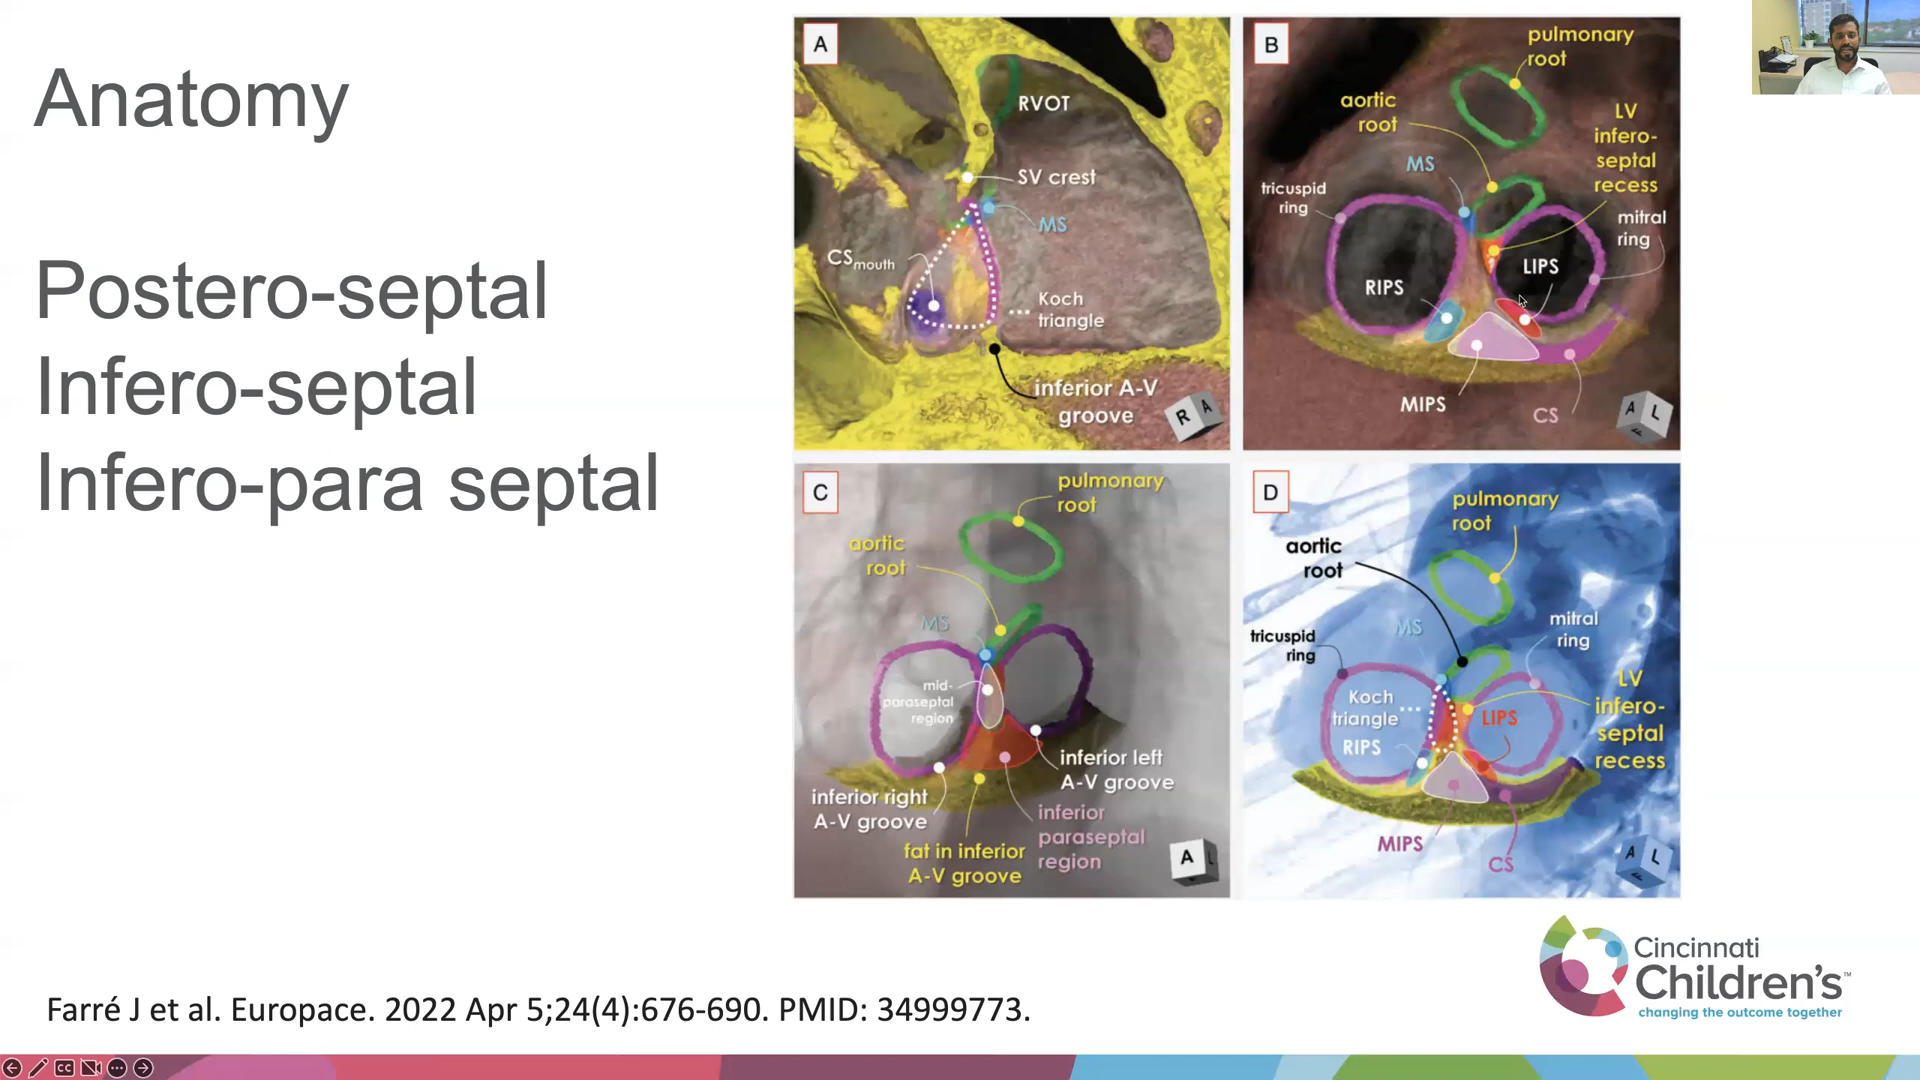 Anatomy
Postero-septal
Infero-septal
Infero-para septal
A
RVOT
SV crest
MS
CSmouth
Koch
triangle
inferior A-V
groove
R
A
B
pulmonary
root
aortic
root
LV
infero-
septal
recess
MS
tricuspid
ring
mitral
ring
LIPS
RIPS
MIPS
CS
A
L
C
pulmonary
root
aortic
root
MS
mid-
paraseptal
region
inferior left
A-V groove
inferior right
A-V groove
inferior
paraseptal
region
fat in inferior
A-V groove
A
L
D
pulmonary
root
aortic
root
MS
mitral
ring
tricuspid
ring
Koch
triangle
LIPS
LV
infero-
septal
recess
RIPS
MIPS
CS
A
L
Cincinnati
Children's™
changing the outcome together
Farré J et al. Europace. 2022 Apr 5;24(4):676-690. PMID: 34999773.
CC